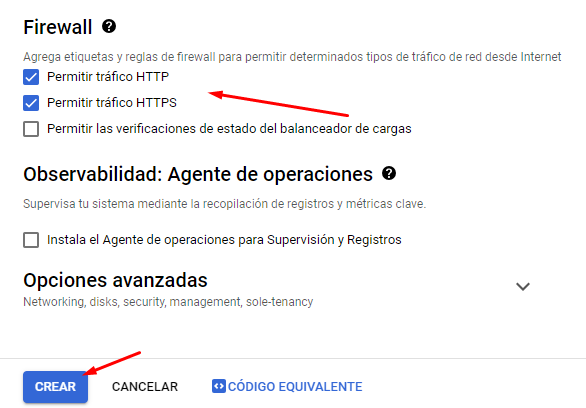 Firewall
Agrega etiquetas y reglas de firewall para permitir determinados tipos de tráfico de red desde Internet
Permitir tráfico HTTP
Permitir tráfico HTTPS
Permitir las verificaciones de estado del balanceador de cargas
Observabilidad: Agente de operaciones
Supervisa tu sistema mediante la recopilación de registros y métricas clave.
Instala el Agente de operaciones para Supervisión y Registros
Opciones avanzadas
Networking, disks, security, management, sole-tenancy
CREAR CANCELAR CÓDIGO EQUIVALENTE